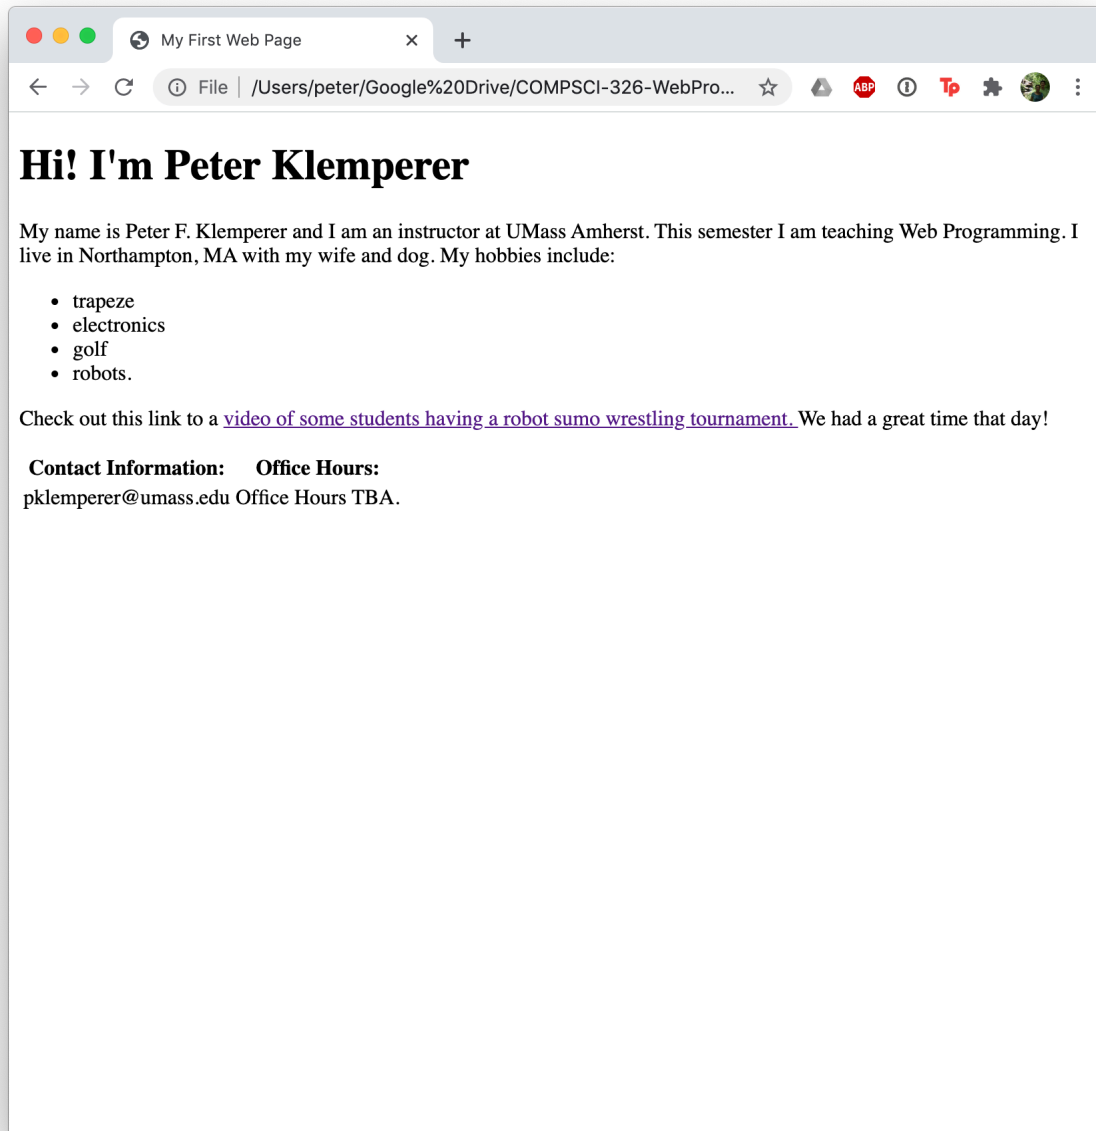 My First Web Page
File | /Users/peter/Google%20Drive/COMPSCI-326-WebPro...
ABP
Tp
Hi! I'm Peter Klemperer
My name is Peter F. Klemperer and I am an instructor at UMass Amherst. This semester I am teaching Web Programming. I
live in Northampton, MA with my wife and dog. My hobbies include:
• trapeze
• electronics
• golf
• robots.
Check out this link to a video of some students having a robot sumo wrestling tournament. We had a great time that day!
Contact Information: Office Hours:
pklemperer@umass.edu Office Hours TBA.